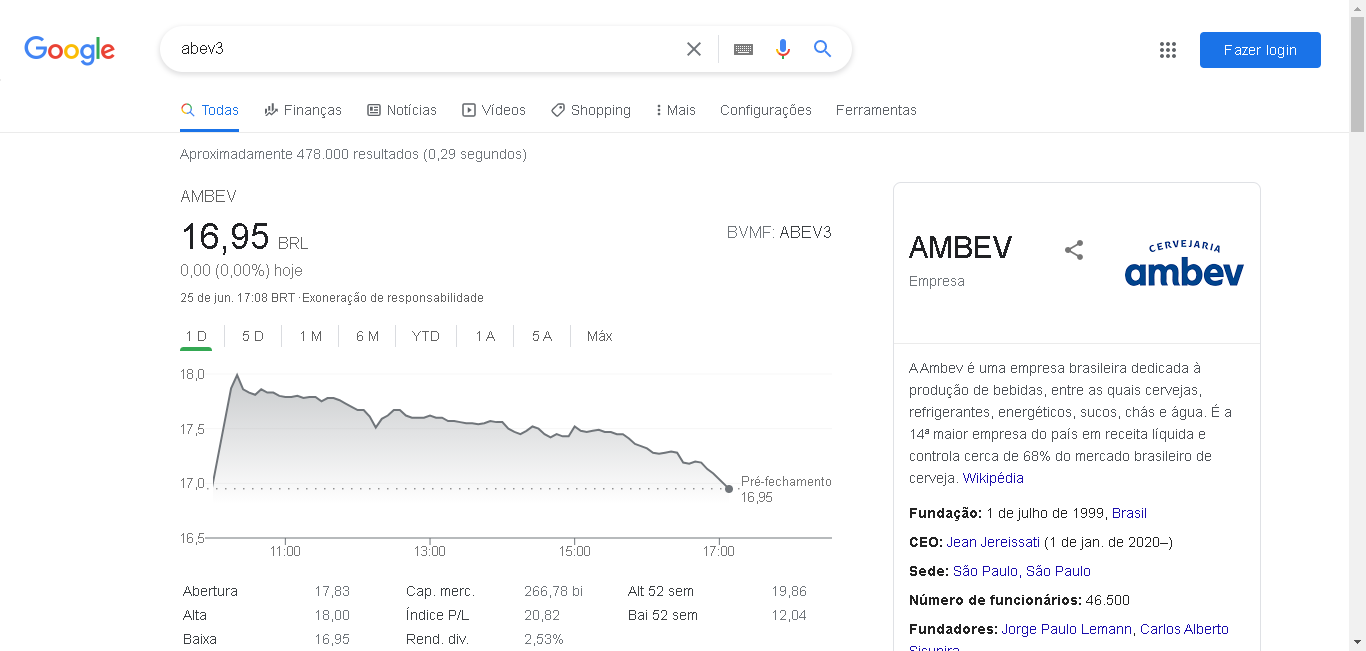 Google
abev3
Fazer login
Todas
Finanças
Notícias
Vídeos
Shopping
Mais
Configurações
Ferramentas
Aproximadamente 478.000 resultados (0,29 segundos)
AMBEV
16,95 BRL
BVMF: ABEV3
0,00 (0,00%) hoje
25 de jun. 17:08 BRT · Exoneração de responsabilidade
1 D
5 D
1 M
6 M
YTD
1 A
5 A
Máx
18,0
17,5
17,0
16,5
Pré-fechamento
16,95
11:00
13:00
15:00
17:00
Abertura 17,83 Cap. merc. 266,78 bi Alt 52 sem 19,86
Alta 18,00 Índice P/L 20,82 Bai 52 sem 12,04
Baixa 16,95 Rend. div. 2,53%
AMBEV
Empresa
CERVEJARIA
ambev
A Ambev é uma empresa brasileira dedicada à
produção de bebidas, entre as quais cervejas,
refrigerantes, energéticos, sucos, chás e água. É a
14ª maior empresa do país em receita líquida e
controla cerca de 68% do mercado brasileiro de
cerveja. Wikipédia
Fundação: 1 de julho de 1999, Brasil
CEO: Jean Jereissati (1 de jan. de 2020–)
Sede: São Paulo, São Paulo
Número de funcionários: 46.500
Fundadores: Jorge Paulo Lemann, Carlos Alberto